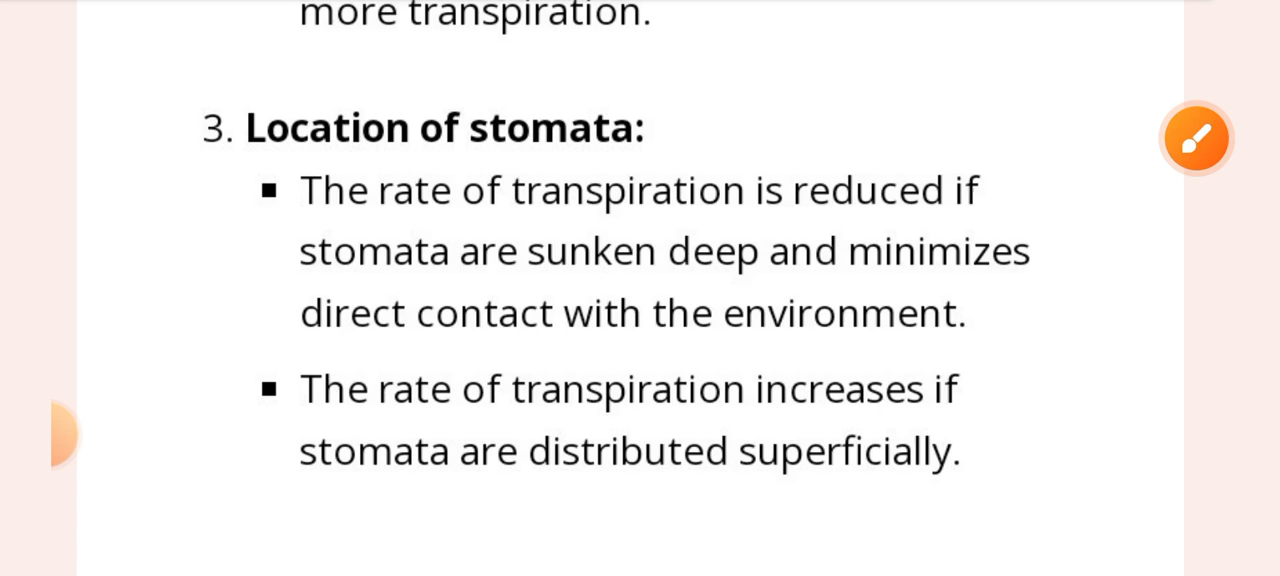 more transpiration.
3. Location of stomata:
▪ The rate of transpiration is reduced if
stomata are sunken deep and minimizes
direct contact with the environment.
▪ The rate of transpiration increases if
stomata are distributed superficially.